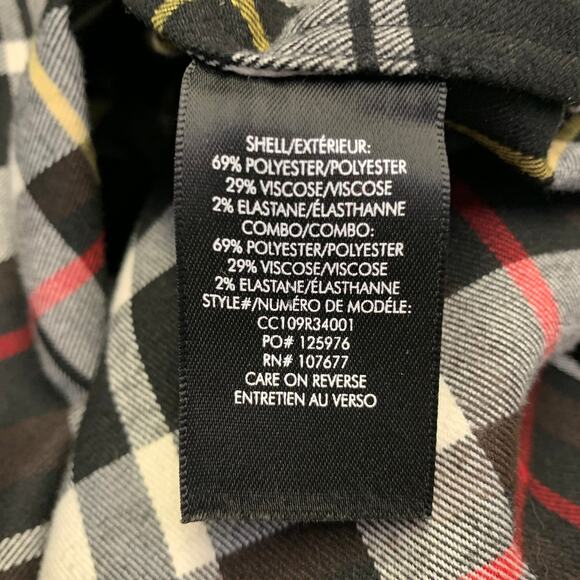 SHELL/EXTÉRIEUR:
69% POLYESTER/POLYESTER
29% VISCOSE/VISCOSE
2% ELASTANE/ÉLASTHANNE
COMBO/COMBO:
69% POLYESTER/POLYESTER
29% VISCOSE/VISCOSE
2% ELASTANE/ÉLASTHANNE
STYLE#/NUMÉRO DE MODÉLE:
CC109R34001
PO# 125976
RN# 107677
CARE ON REVERSE
ENTRETIEN AU VERSO